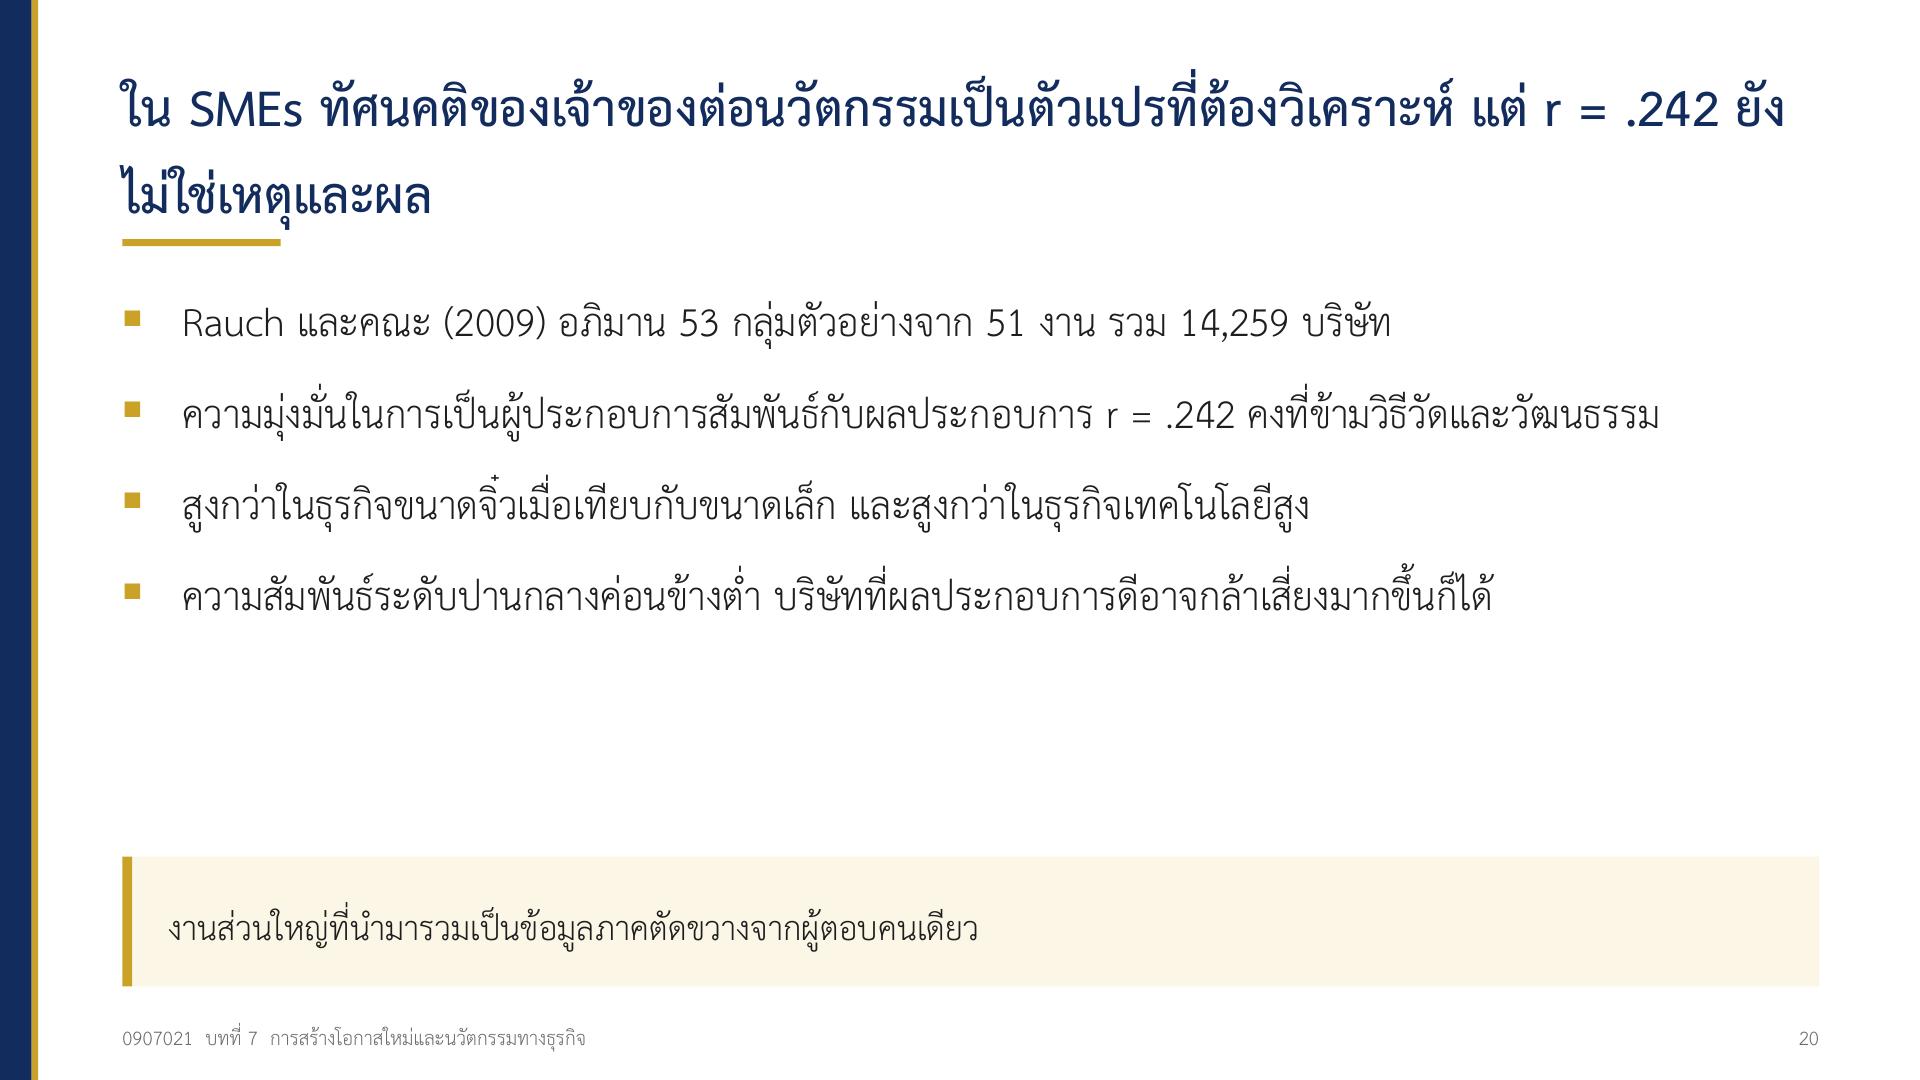 ใน SMEs ทัศนคติของเจ้าของต่อนวัตกรรมเป็นตัวแปรที่ต้องวิเคราะห์ แต่ r = .242 ยัง
ไม่ใช่เหตุและผล
▪ Rauch และคณะ (2009) อภิมาน 53 กลุ่มตัวอย่างจาก 51 งาน รวม 14,259 บริษัท
▪ ความมุ่งมั่นในการเป็นผู้ประกอบการสัมพันธ์กับผลประกอบการ r = .242 คงที่ข้ามวิธีวัดและวัฒนธรรม
▪ สูงกว่าในธุรกิจขนาดจิ๋วเมื่อเทียบกับขนาดเล็ก และสูงกว่าในธุรกิจเทคโนโลยีสูง
▪ ความสัมพันธ์ระดับปานกลางค่อนข้างต่ำ บริษัทที่ผลประกอบการดีอาจกล้าเสี่ยงมากขึ้นก็ได้
งานส่วนใหญ่ที่นำมารวมเป็นข้อมูลภาคตัดขวางจากผู้ตอบคนเดียว
0907021 บทที่ 7 การสร้างโอกาสใหม่และนวัตกรรมทางธุรกิจ
20